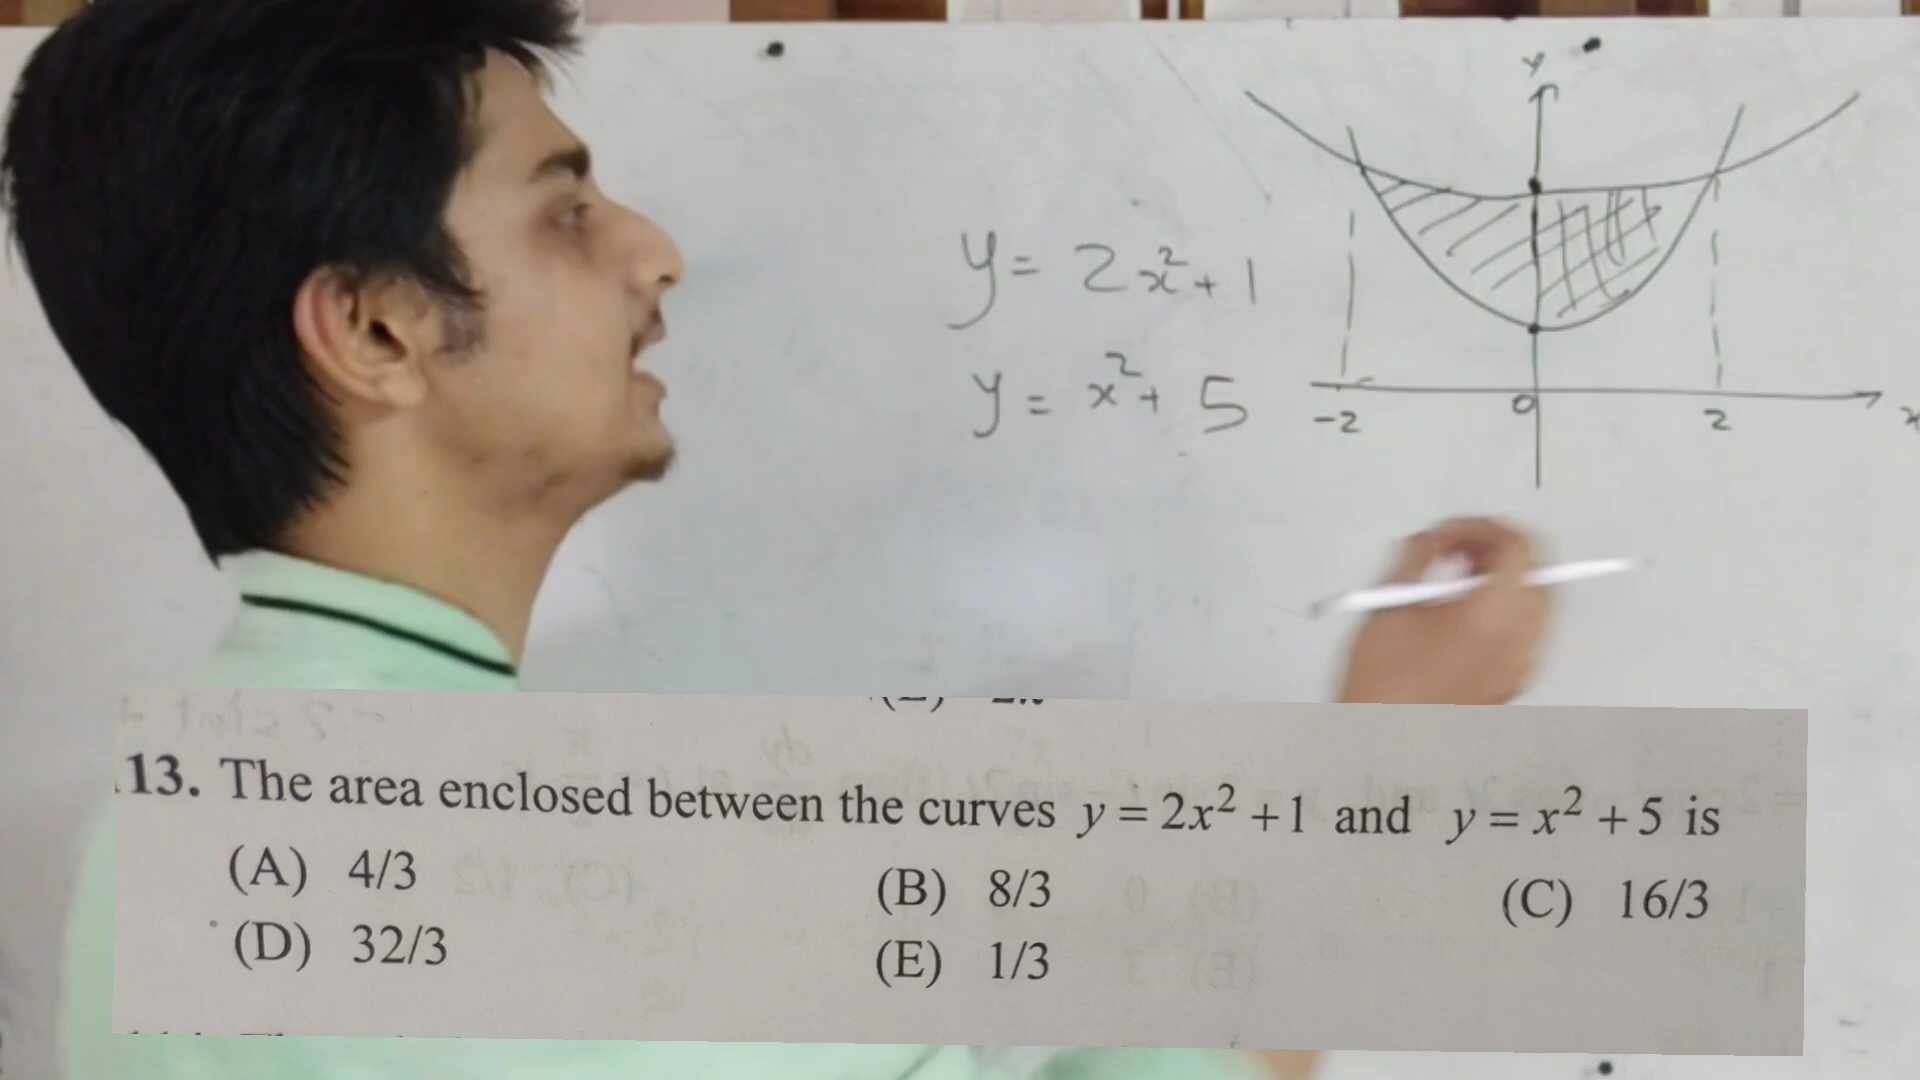 y
y = 2x² + 1
y = x² + 5
-2 0 2 x
13. The area enclosed between the curves y = 2x² + 1 and y = x² + 5 is
(A) 4/3 (B) 8/3 (C) 16/3
(D) 32/3 (E) 1/3